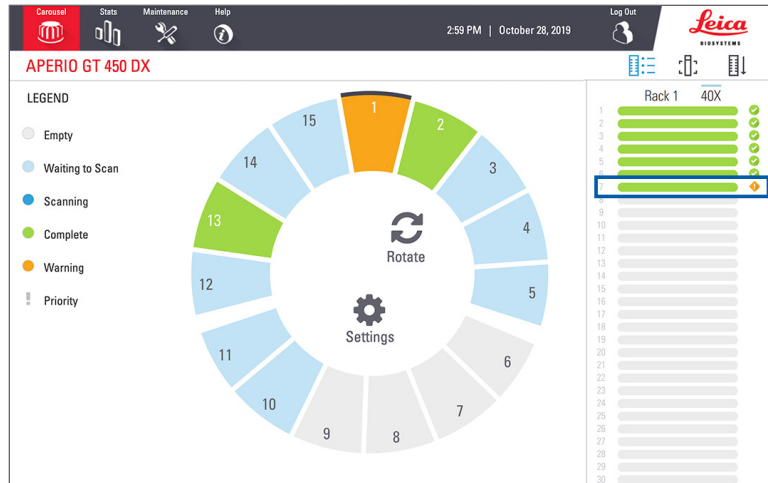 Carousel Stats Maintenance Help
2:59 PM | October 28, 2019
Log Out
Leica
BIOSYSTEMS
APERIO GT 450 DX
LEGEND
Empty
Waiting to Scan
Scanning
Complete
Warning
Priority
1
2
3
4
5
6
7
8
9
10
11
12
13
14
15
Rotate
Settings
Rack 1 40X
1
2
3
4
5
6
7
8
9
10
11
12
13
14
15
16
17
18
19
20
21
22
23
24
25
26
27
28
29
30